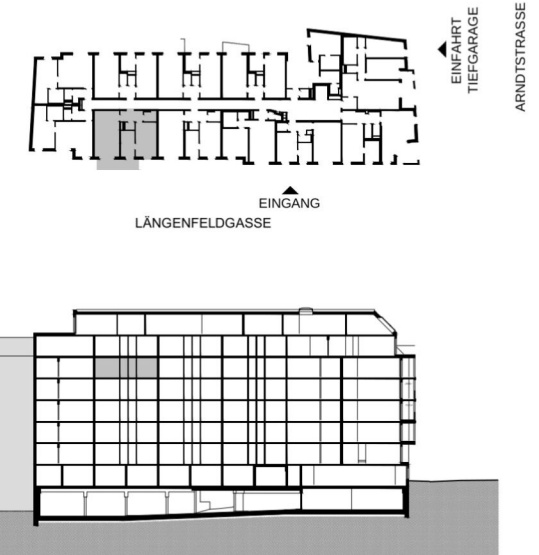 EINFAHRT
TIEFGARAGE
ARNDTSTRASSE
EINGANG
LÄNGENFELDGASSE